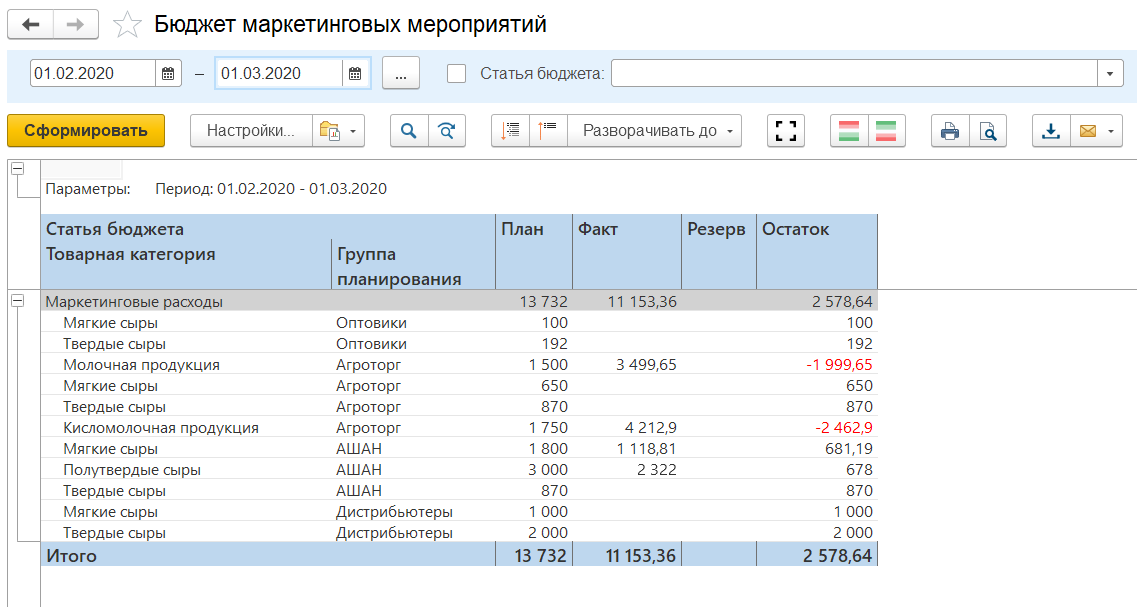 Бюджет маркетинговых мероприятий
01.02.2020 – 01.03.2020 ... Статья бюджета:
Сформировать Настройки... Разворачивать до
Параметры: Период: 01.02.2020 - 01.03.2020
Статья бюджета План Факт Резерв Остаток
Товарная категория Группа
планирования
Маркетинговые расходы 13 732 11 153,36 2 578,64
Мягкие сыры Оптовики 100 100
Твердые сыры Оптовики 192 192
Молочная продукция Агроторг 1 500 3 499,65 -1 999,65
Мягкие сыры Агроторг 650 650
Твердые сыры Агроторг 870 870
Кисломолочная продукция Агроторг 1 750 4 212,9 -2 462,9
Мягкие сыры АШАН 1 800 1 118,81 681,19
Полутвердые сыры АШАН 3 000 2 322 678
Твердые сыры АШАН 870 870
Мягкие сыры Дистрибьютеры 1 000 1 000
Твердые сыры Дистрибьютеры 2 000 2 000
Итого 13 732 11 153,36 2 578,64